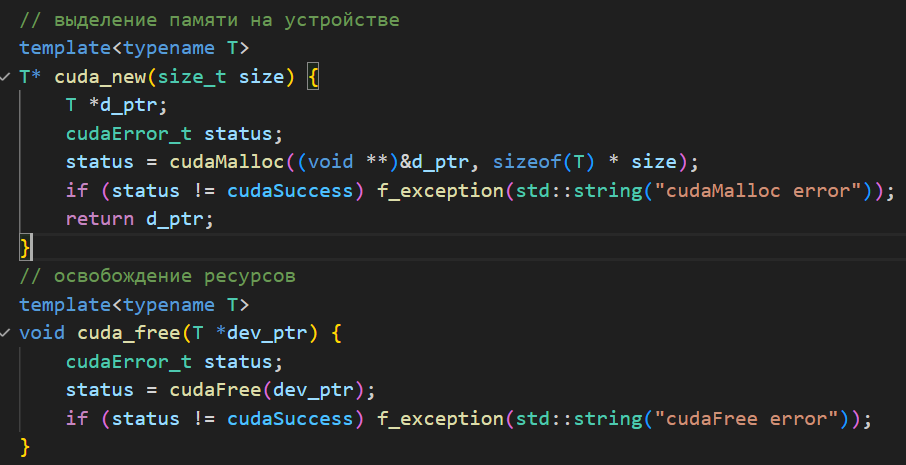 // выделение памяти на устройстве
template<typename T>
T* cuda_new(size_t size) {
    T *d_ptr;
    cudaError_t status;
    status = cudaMalloc((void **)&d_ptr, sizeof(T) * size);
    if (status != cudaSuccess) f_exception(std::string("cudaMalloc error"));
    return d_ptr;
}
// освобождение ресурсов
template<typename T>
void cuda_free(T *dev_ptr) {
    cudaError_t status;
    status = cudaFree(dev_ptr);
    if (status != cudaSuccess) f_exception(std::string("cudaFree error"));
}